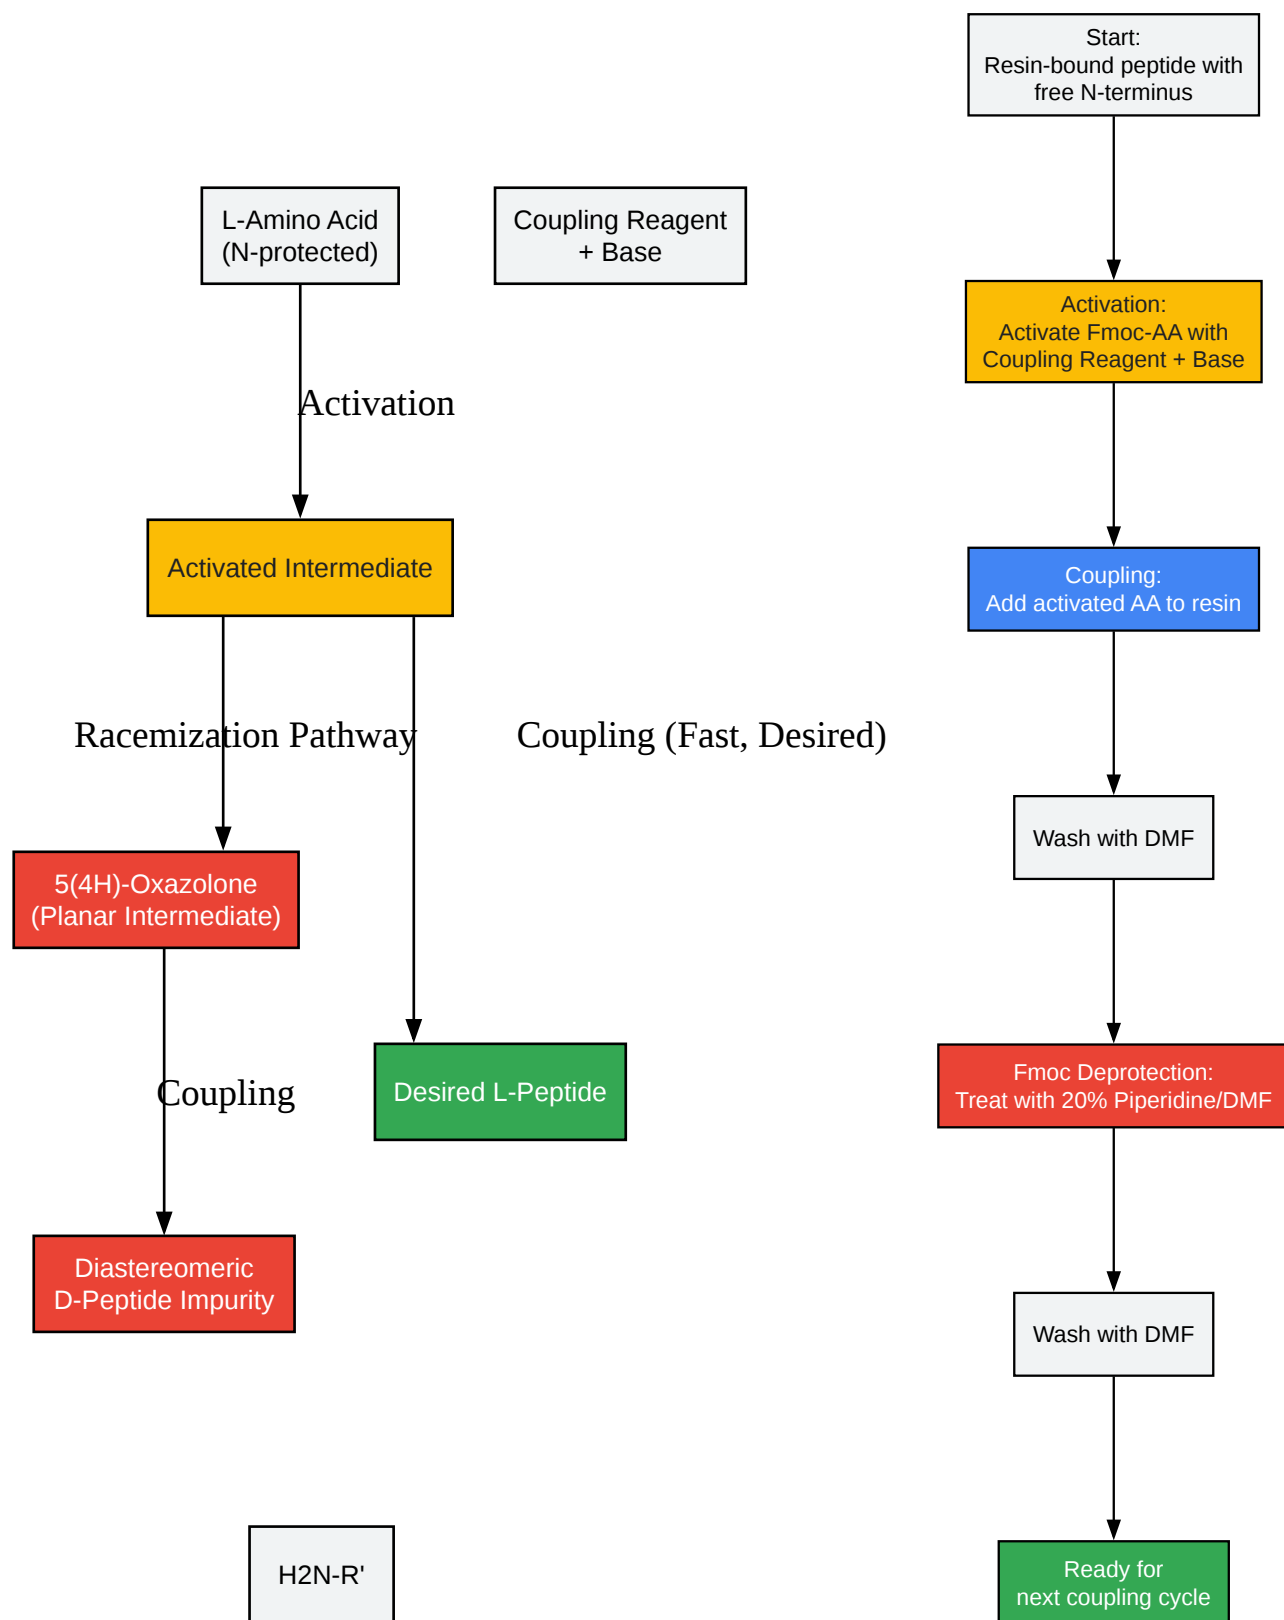 L-Amino Acid
(N-protected)
Coupling Reagent
+ Base
Activation
Activated Intermediate
Racemization Pathway
Coupling (Fast, Desired)
5(4H)-Oxazolone
(Planar Intermediate)
Desired L-Peptide
Coupling
Diastereomeric
D-Peptide Impurity
H2N-R'
Start:
Resin-bound peptide with
free N-terminus
Activation:
Activate Fmoc-AA with
Coupling Reagent + Base
Coupling:
Add activated AA to resin
Wash with DMF
Fmoc Deprotection:
Treat with 20% Piperidine/DMF
Wash with DMF
Ready for
next coupling cycle